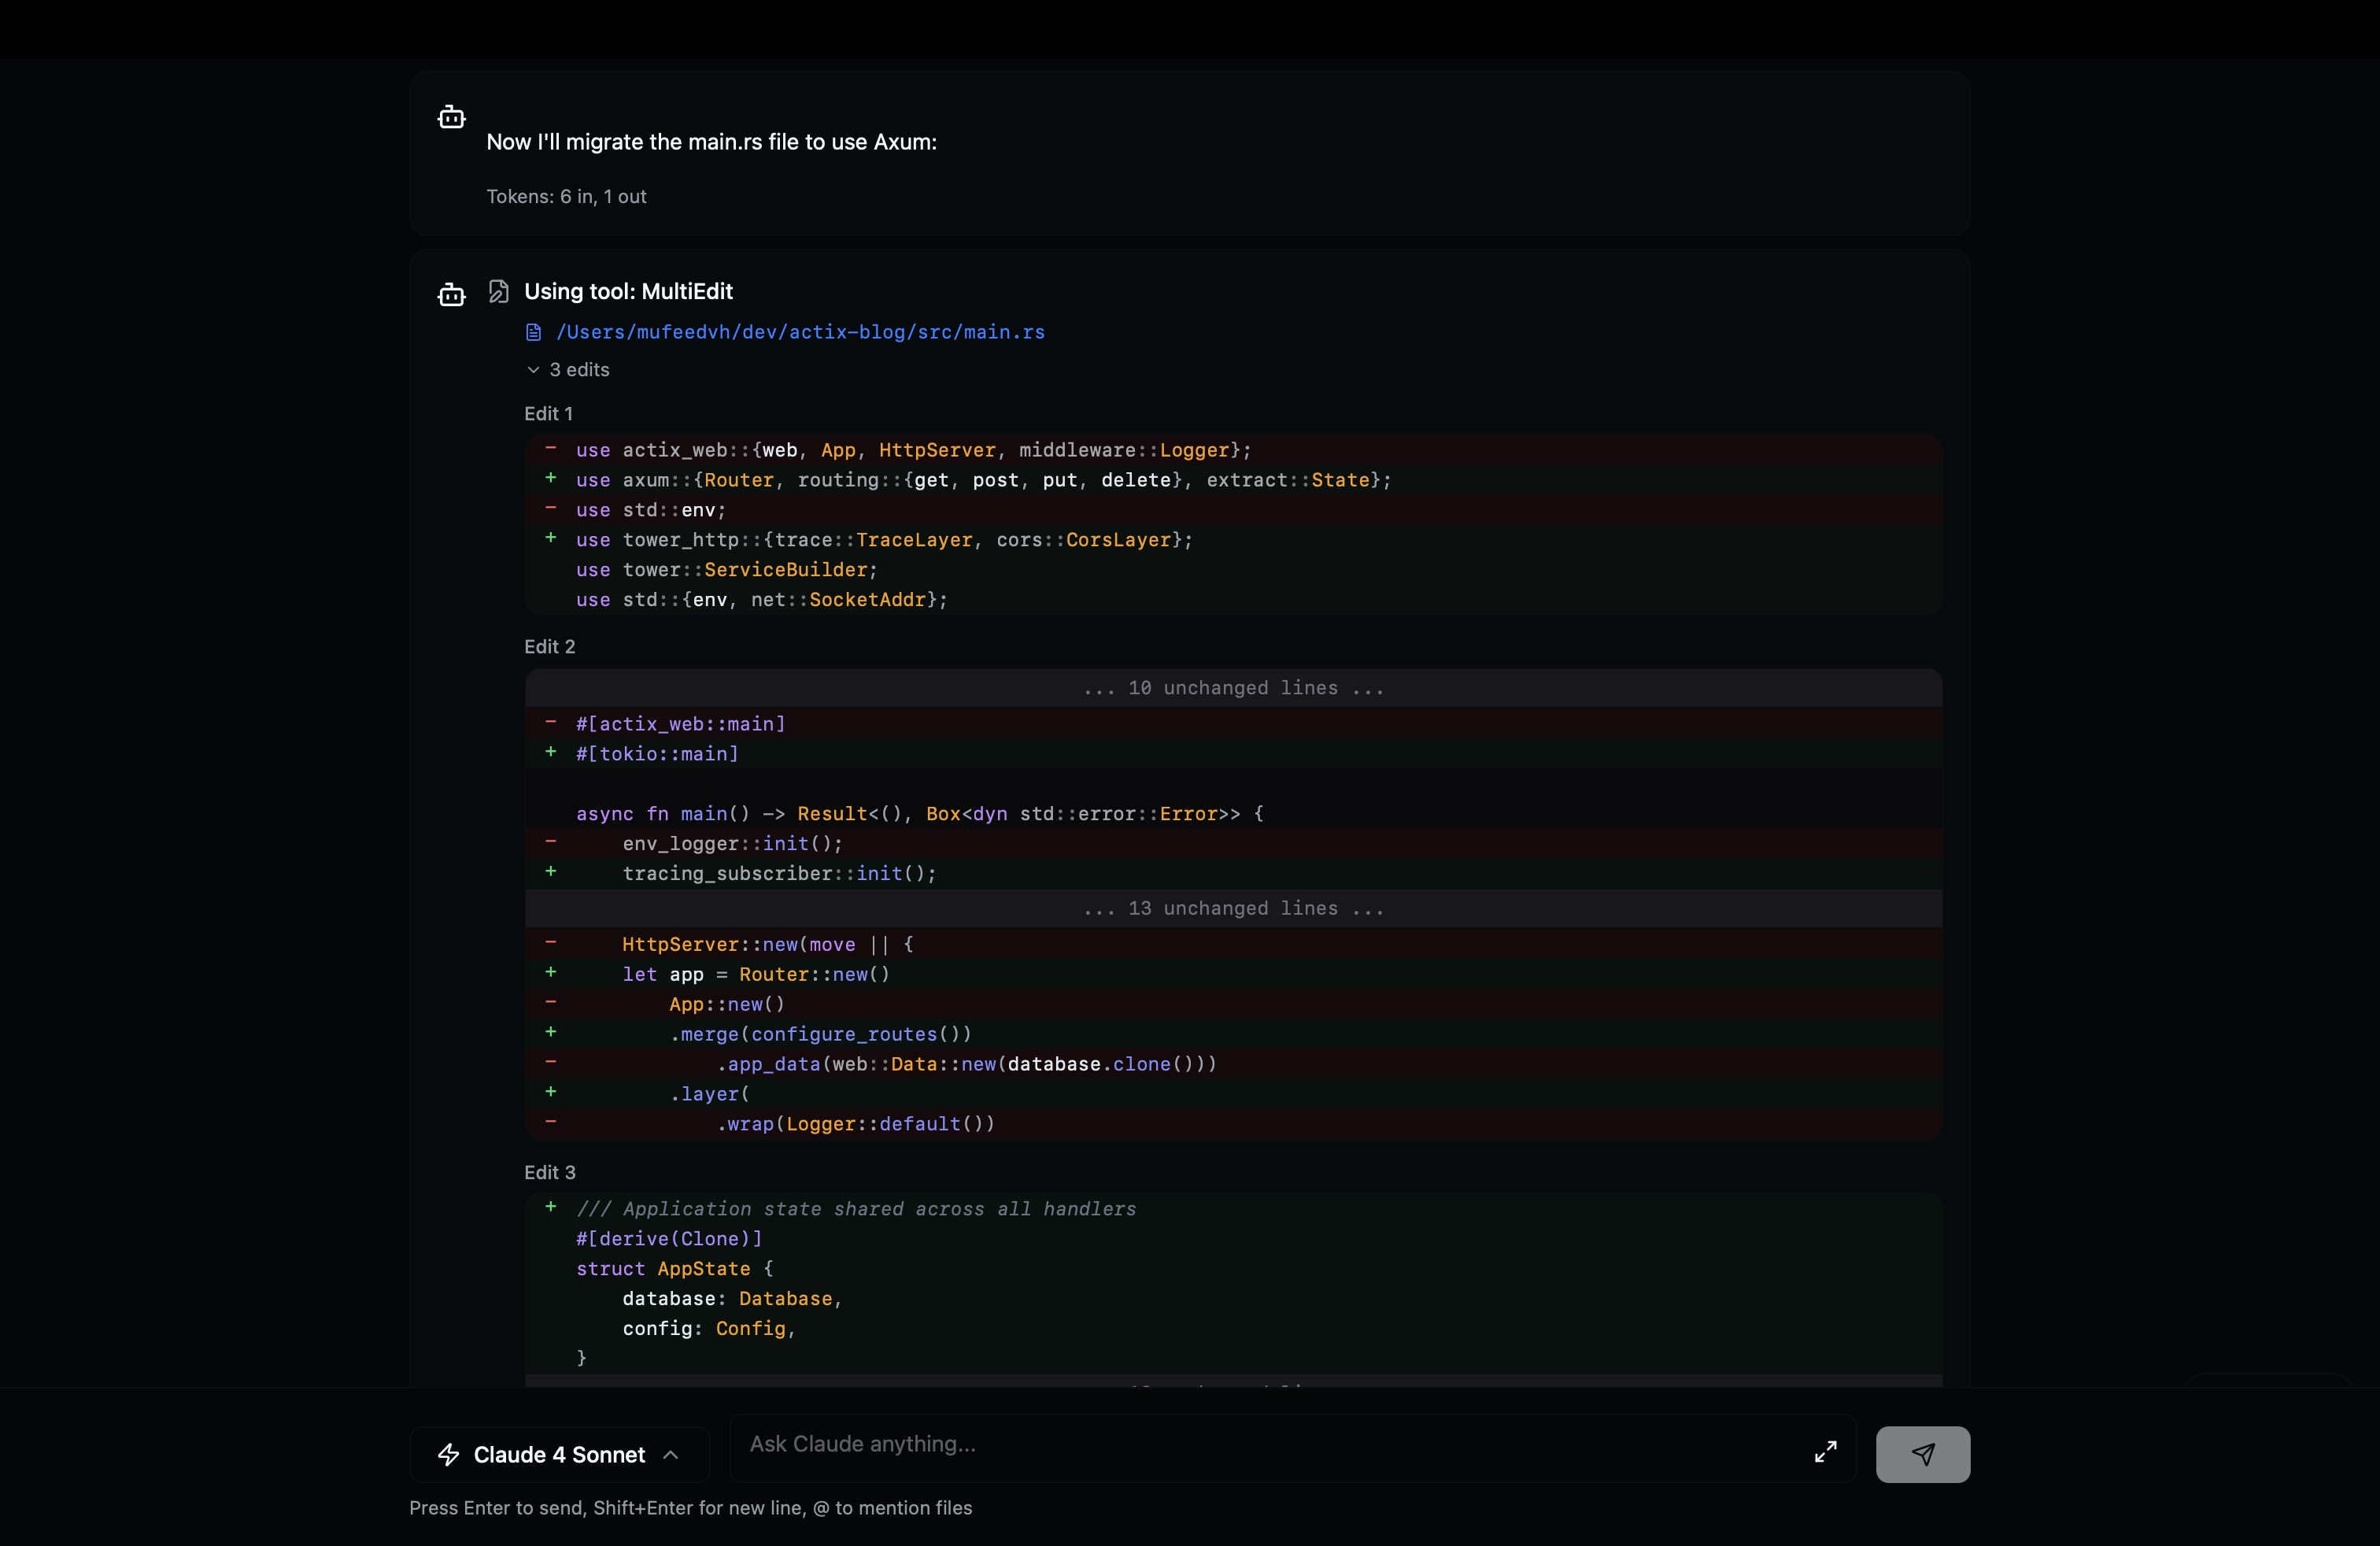 Now I'll migrate the main.rs file to use Axum:
Tokens: 6 in, 1 out
Using tool: MultiEdit
/Users/mufeedvh/dev/actix-blog/src/main.rs
3 edits
Edit 1
- use actix_web::{web, App, HttpServer, middleware::Logger};
+ use axum::{Router, routing::{get, post, put, delete}, extract::State};
- use std::env;
+ use tower_http::{trace::TraceLayer, cors::CorsLayer};
use tower::ServiceBuilder;
use std::{env, net::SocketAddr};
Edit 2
... 10 unchanged lines ...
- #[actix_web::main]
+ #[tokio::main]
async fn main() -> Result<(), Box<dyn std::error::Error>> {
- env_logger::init();
+ tracing_subscriber::init();
... 13 unchanged lines ...
- HttpServer::new(move || {
+ let app = Router::new()
- App::new()
+ .merge(configure_routes())
- .app_data(web::Data::new(database.clone()))
+ .layer(
- .wrap(Logger::default())
Edit 3
+ /// Application state shared across all handlers
#[derive(Clone)]
struct AppState {
database: Database,
config: Config,
}
Claude 4 Sonnet
Ask Claude anything...
Press Enter to send, Shift+Enter for new line, @ to mention files